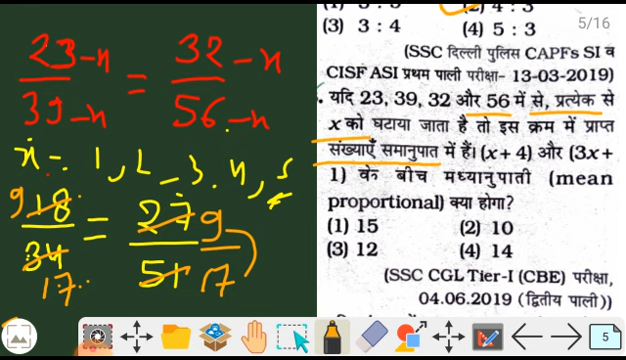 (3) 3 : 4 (4) 5 : 3
5/16
(SSC दिल्ली पुलिस CAPFs SI व
CISF ASI प्रथम पाली परीक्षा- 13-03-2019)
यदि 23, 39, 32 और 56 में से, प्रत्येक से
x को घटाया जाता है तो इस क्रम में प्राप्त
संख्याएँ समानुपात में हैं। (x + 4) और (3x +
1) के बीच मध्यानुपाती (mean
proportional) क्या होगा?
(1) 15 (2) 10
(3) 12 (4) 14
(SSC CGL Tier-I (CBE) परीक्षा,
04.06.2019 (द्वितीय पाली))
23-x = 32-x
39-x 56-x
x = 1, 2 - 3. 4, 5
9 18 = 27 9
34 51 17
17
5